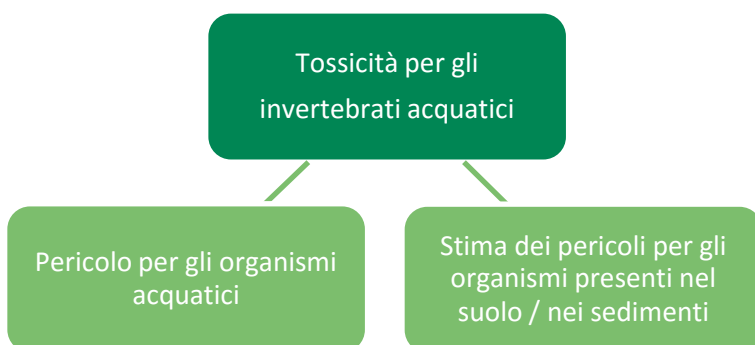 Tossicità per gli
invertebrati acquatici
Pericolo per gli organismi
acquatici
Stima dei pericoli per gli
organismi presenti nel
suolo / nei sedimenti